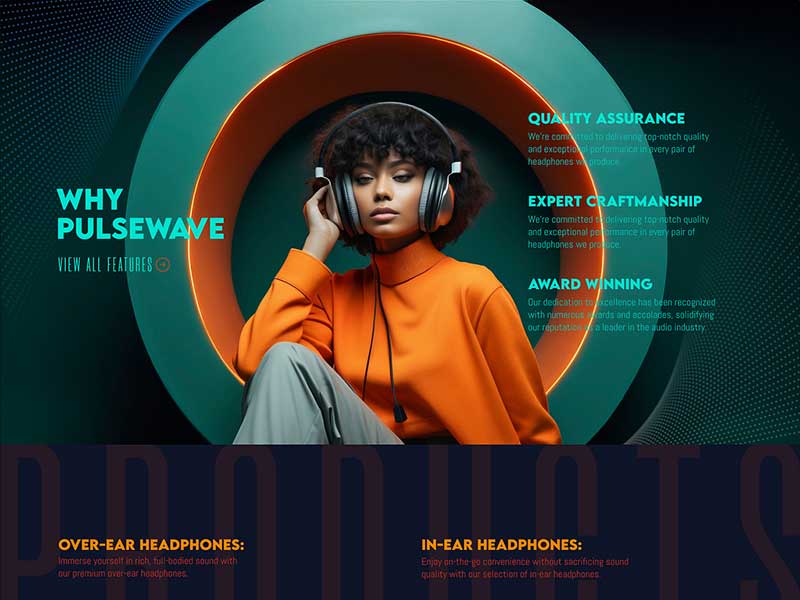 WHY
PULSEWAVE
VIEW ALL FEATURES
QUALITY ASSURANCE
We're committed to delivering top-notch quality
and exceptional performance in every pair of
headphones we produce.
EXPERT CRAFTMANSHIP
We're committed to delivering top-notch quality
and exceptional performance in every pair of
headphones we produce.
AWARD WINNING
Our dedication to excellence has been recognized
with numerous awards and accolades, solidifying
our reputation as a leader in the audio industry.
PRODUCTS
OVER-EAR HEADPHONES:
Immerse yourself in rich, full-bodied sound with
our premium over-ear headphones.
IN-EAR HEADPHONES:
Enjoy on-the-go convenience without sacrificing sound
quality with our selection of in-ear headphones.